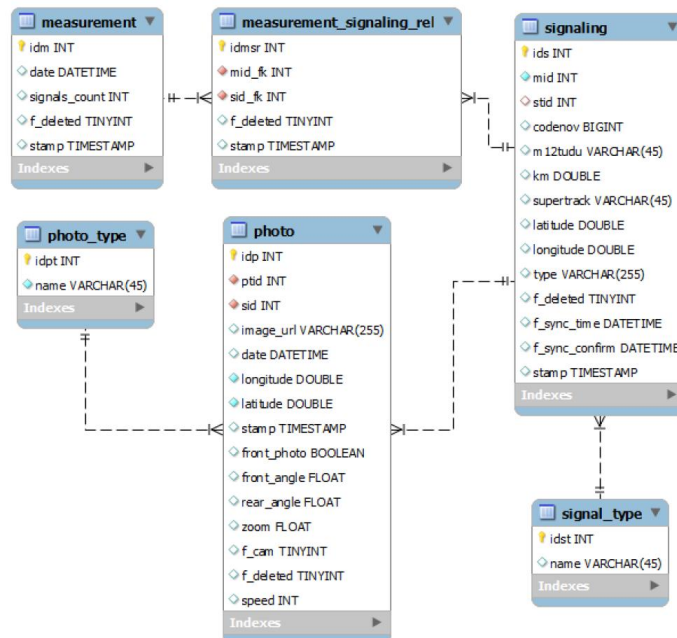 measurement
idm INT
date DATETIME
signals_count INT
f_deleted TINYINT
stamp TIMESTAMP
Indexes
measurement_signaling_rel
idmsr INT
mid_fk INT
sid_fk INT
f_deleted TINYINT
stamp TIMESTAMP
Indexes
signaling
ids INT
mid INT
stid INT
codenov BIGINT
m12tudu VARCHAR(45)
km DOUBLE
supertrack VARCHAR(45)
latitude DOUBLE
longitude DOUBLE
type VARCHAR(255)
f_deleted TINYINT
f_sync_time DATETIME
f_sync_confirm DATETIME
stamp TIMESTAMP
Indexes
photo_type
idpt INT
name VARCHAR(45)
Indexes
photo
idp INT
ptid INT
sid INT
image_url VARCHAR(255)
date DATETIME
longitude DOUBLE
latitude DOUBLE
stamp TIMESTAMP
front_photo BOOLEAN
front_angle FLOAT
rear_angle FLOAT
zoom FLOAT
f_cam TINYINT
f_deleted TINYINT
speed INT
Indexes
signal_type
idst INT
name VARCHAR(45)
Indexes